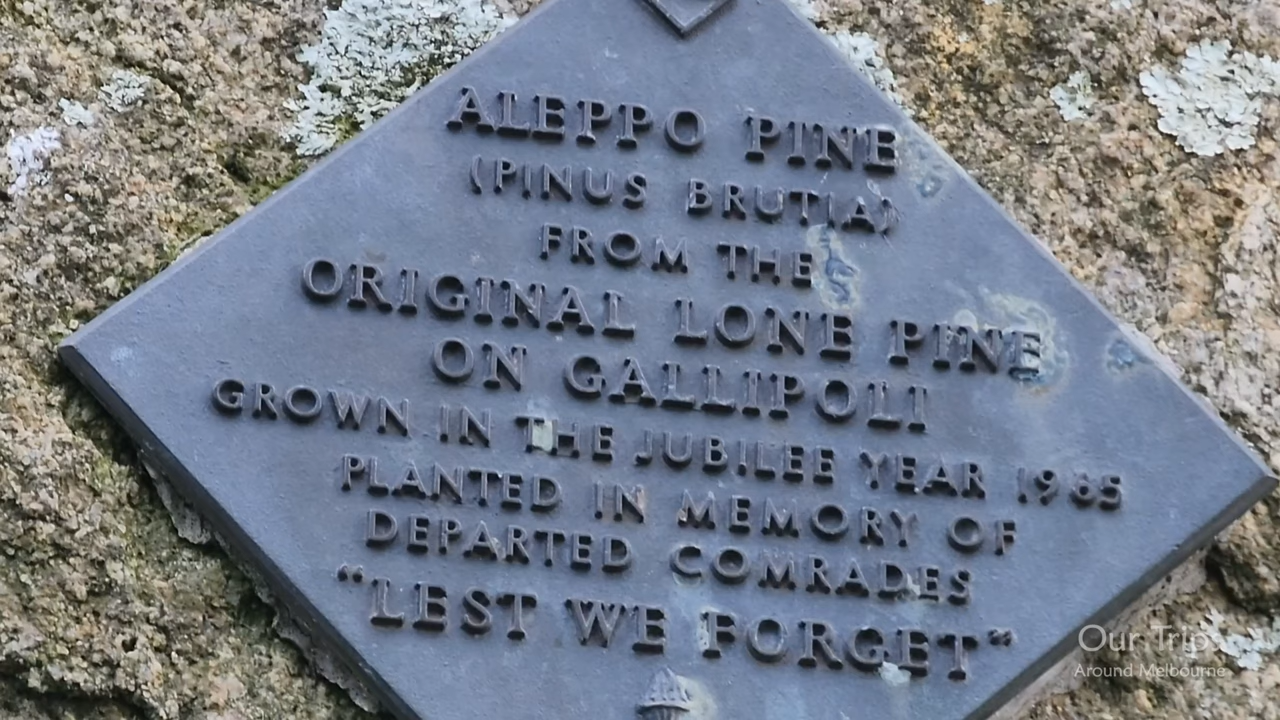 ALEPPO PINE
(PINUS BRUTIA)
FROM THE
ORIGINAL LONE PINE
ON GALLIPOLI
GROWN IN THE JUBILEE YEAR 1965
PLANTED IN MEMORY OF
DEPARTED COMRADES
“LEST WE FORGET”
Our Trips
Around Melbourne